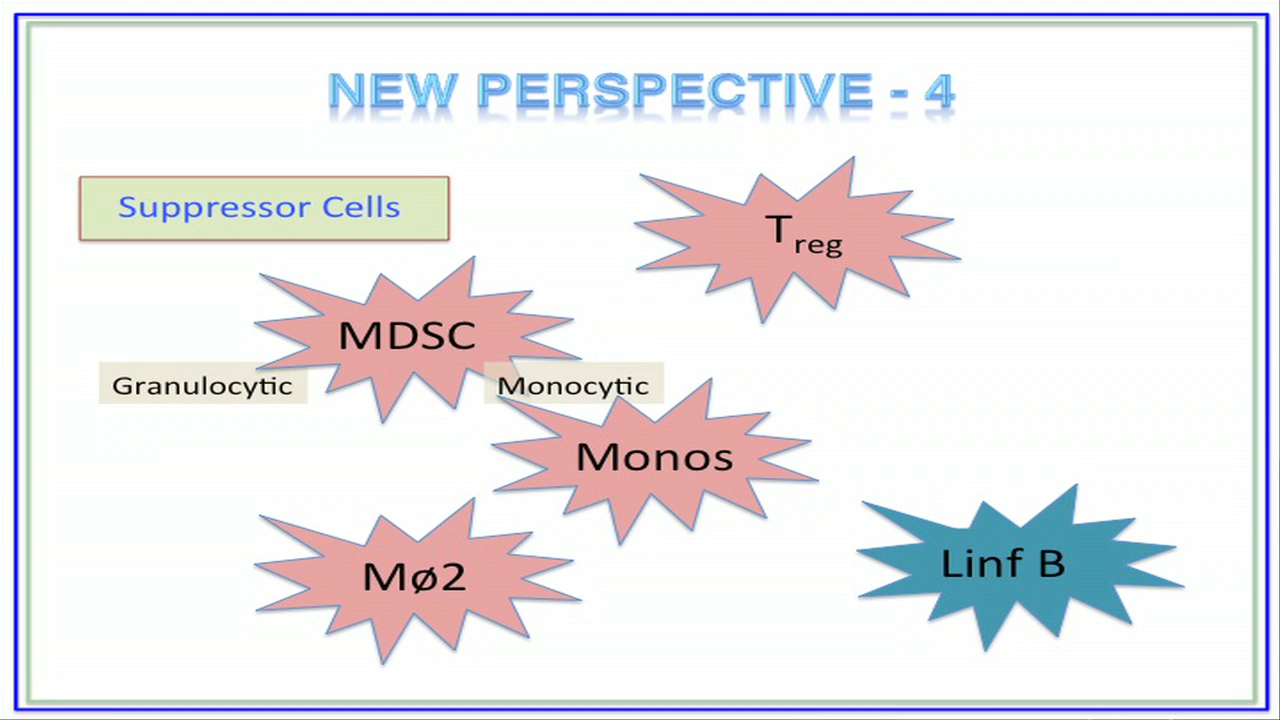 NEW PERSPECTIVE - 4
Suppressor Cells
Treg
MDSC
Granulocytic
Monocytic
Monos
Mø2
Linf B